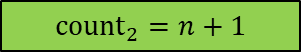 count₂ = n + 1